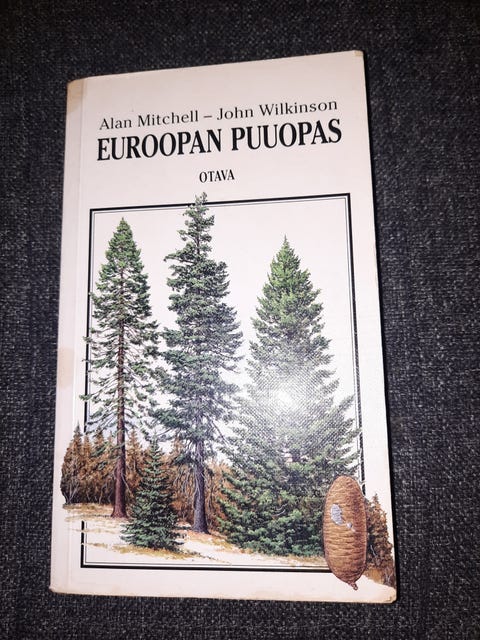 Alan Mitchell – John Wilkinson
EUROOPAN PUUOPAS
OTAVA